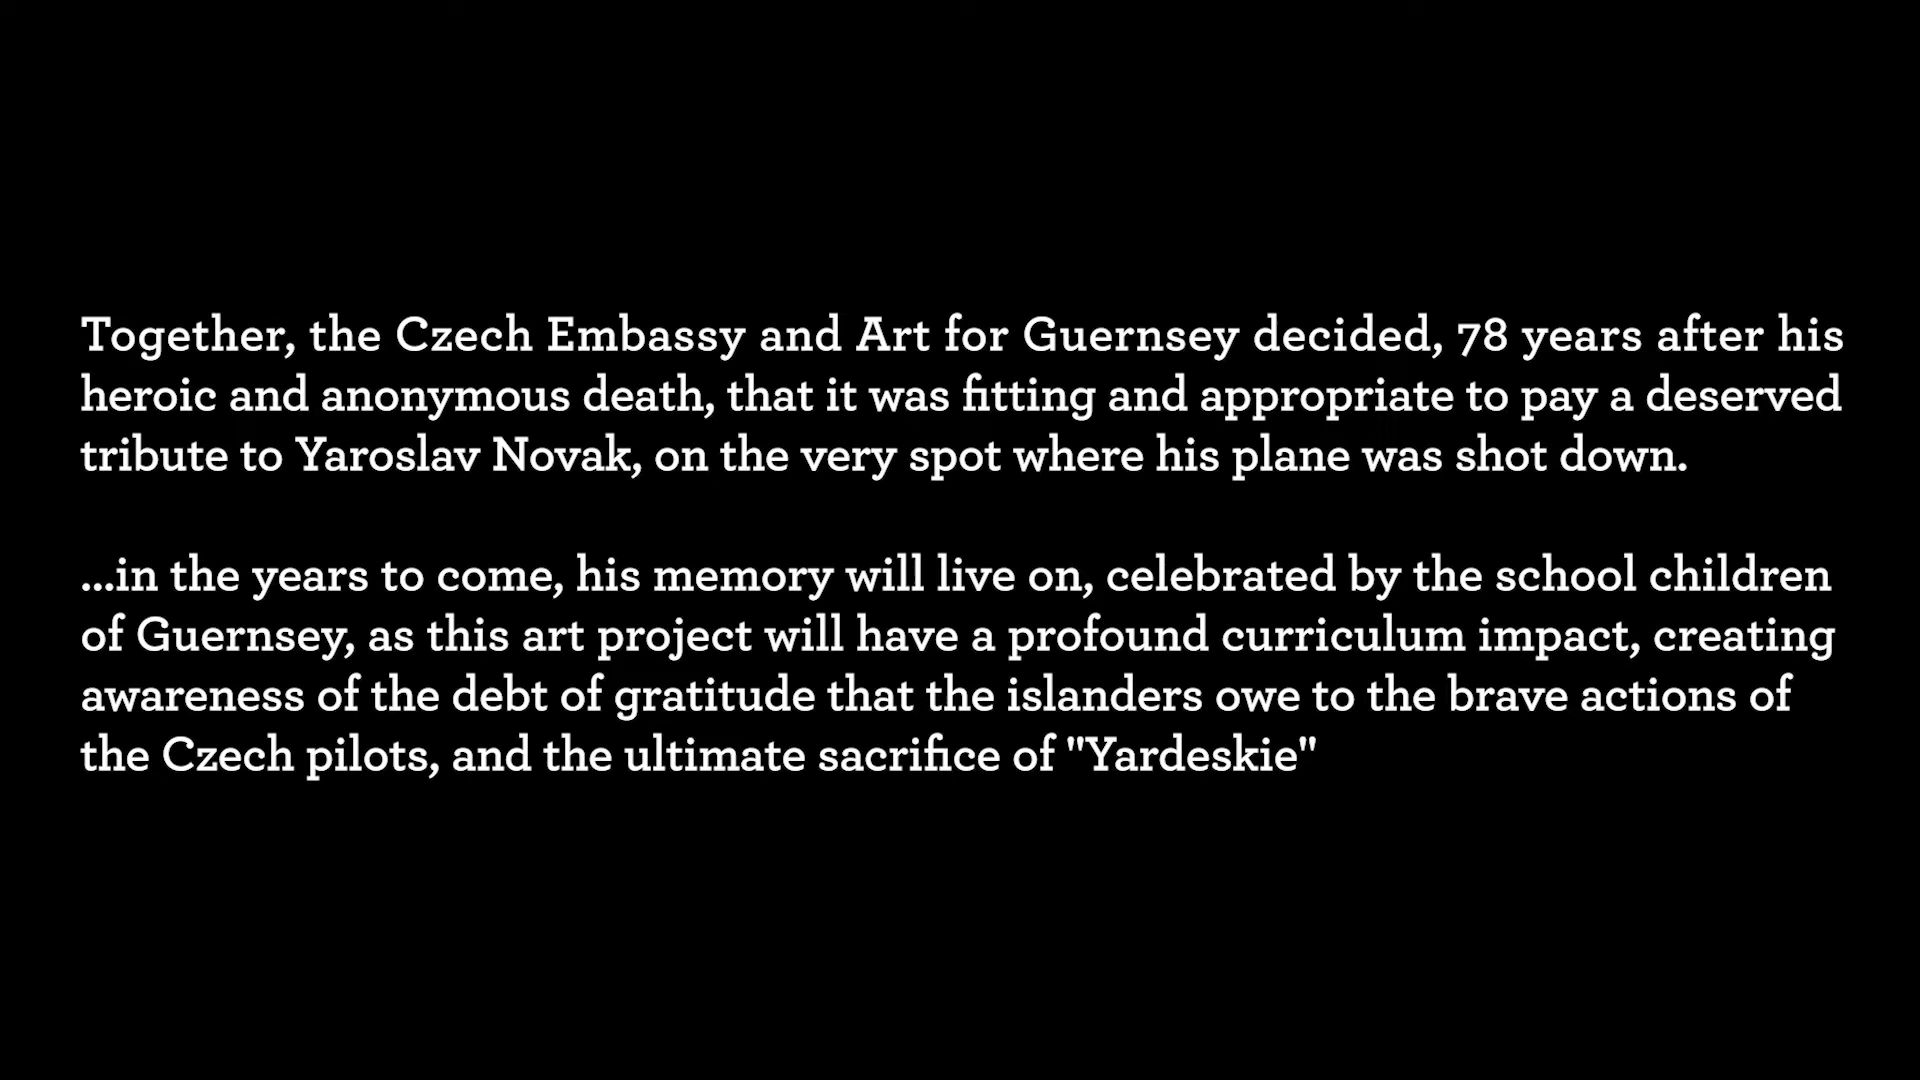 Together, the Czech Embassy and Art for Guernsey decided, 78 years after his
heroic and anonymous death, that it was fitting and appropriate to pay a deserved
tribute to Yaroslav Novak, on the very spot where his plane was shot down.
...in the years to come, his memory will live on, celebrated by the school children
of Guernsey, as this art project will have a profound curriculum impact, creating
awareness of the debt of gratitude that the islanders owe to the brave actions of
the Czech pilots, and the ultimate sacrifice of "Yardeskie"